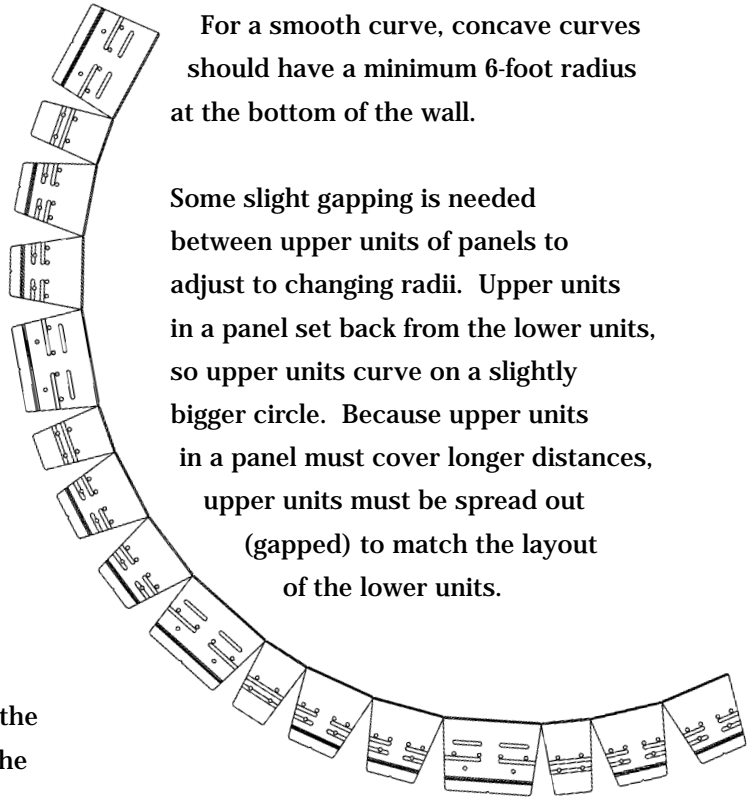 For a smooth curve, concave curves
should have a minimum 6-foot radius
at the bottom of the wall.
Some slight gapping is needed
between upper units of panels to
adjust to changing radii. Upper units
in a panel set back from the lower units,
so upper units curve on a slightly
bigger circle. Because upper units
in a panel must cover longer distances,
upper units must be spread out
(gapped) to match the layout
of the lower units.
the
he